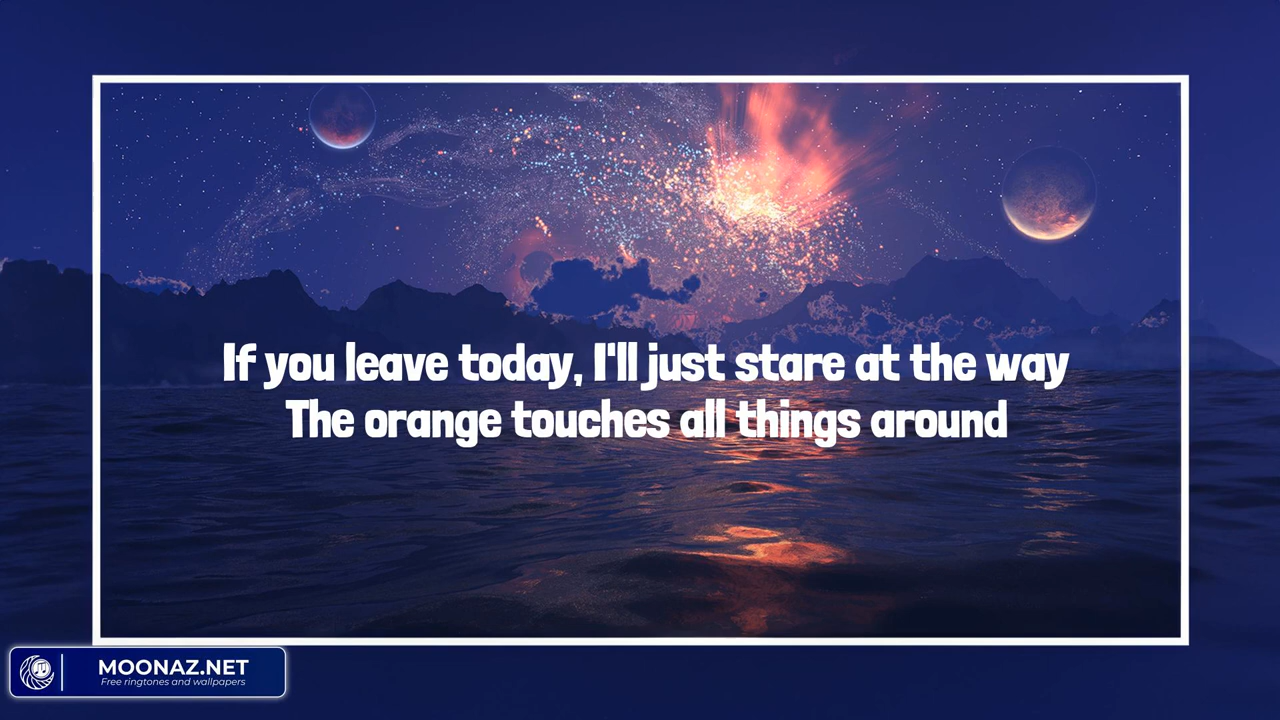 If you leave today, I'll just stare at the way
The orange touches all things around
MOONAZ.NET
Free ringtones and wallpapers